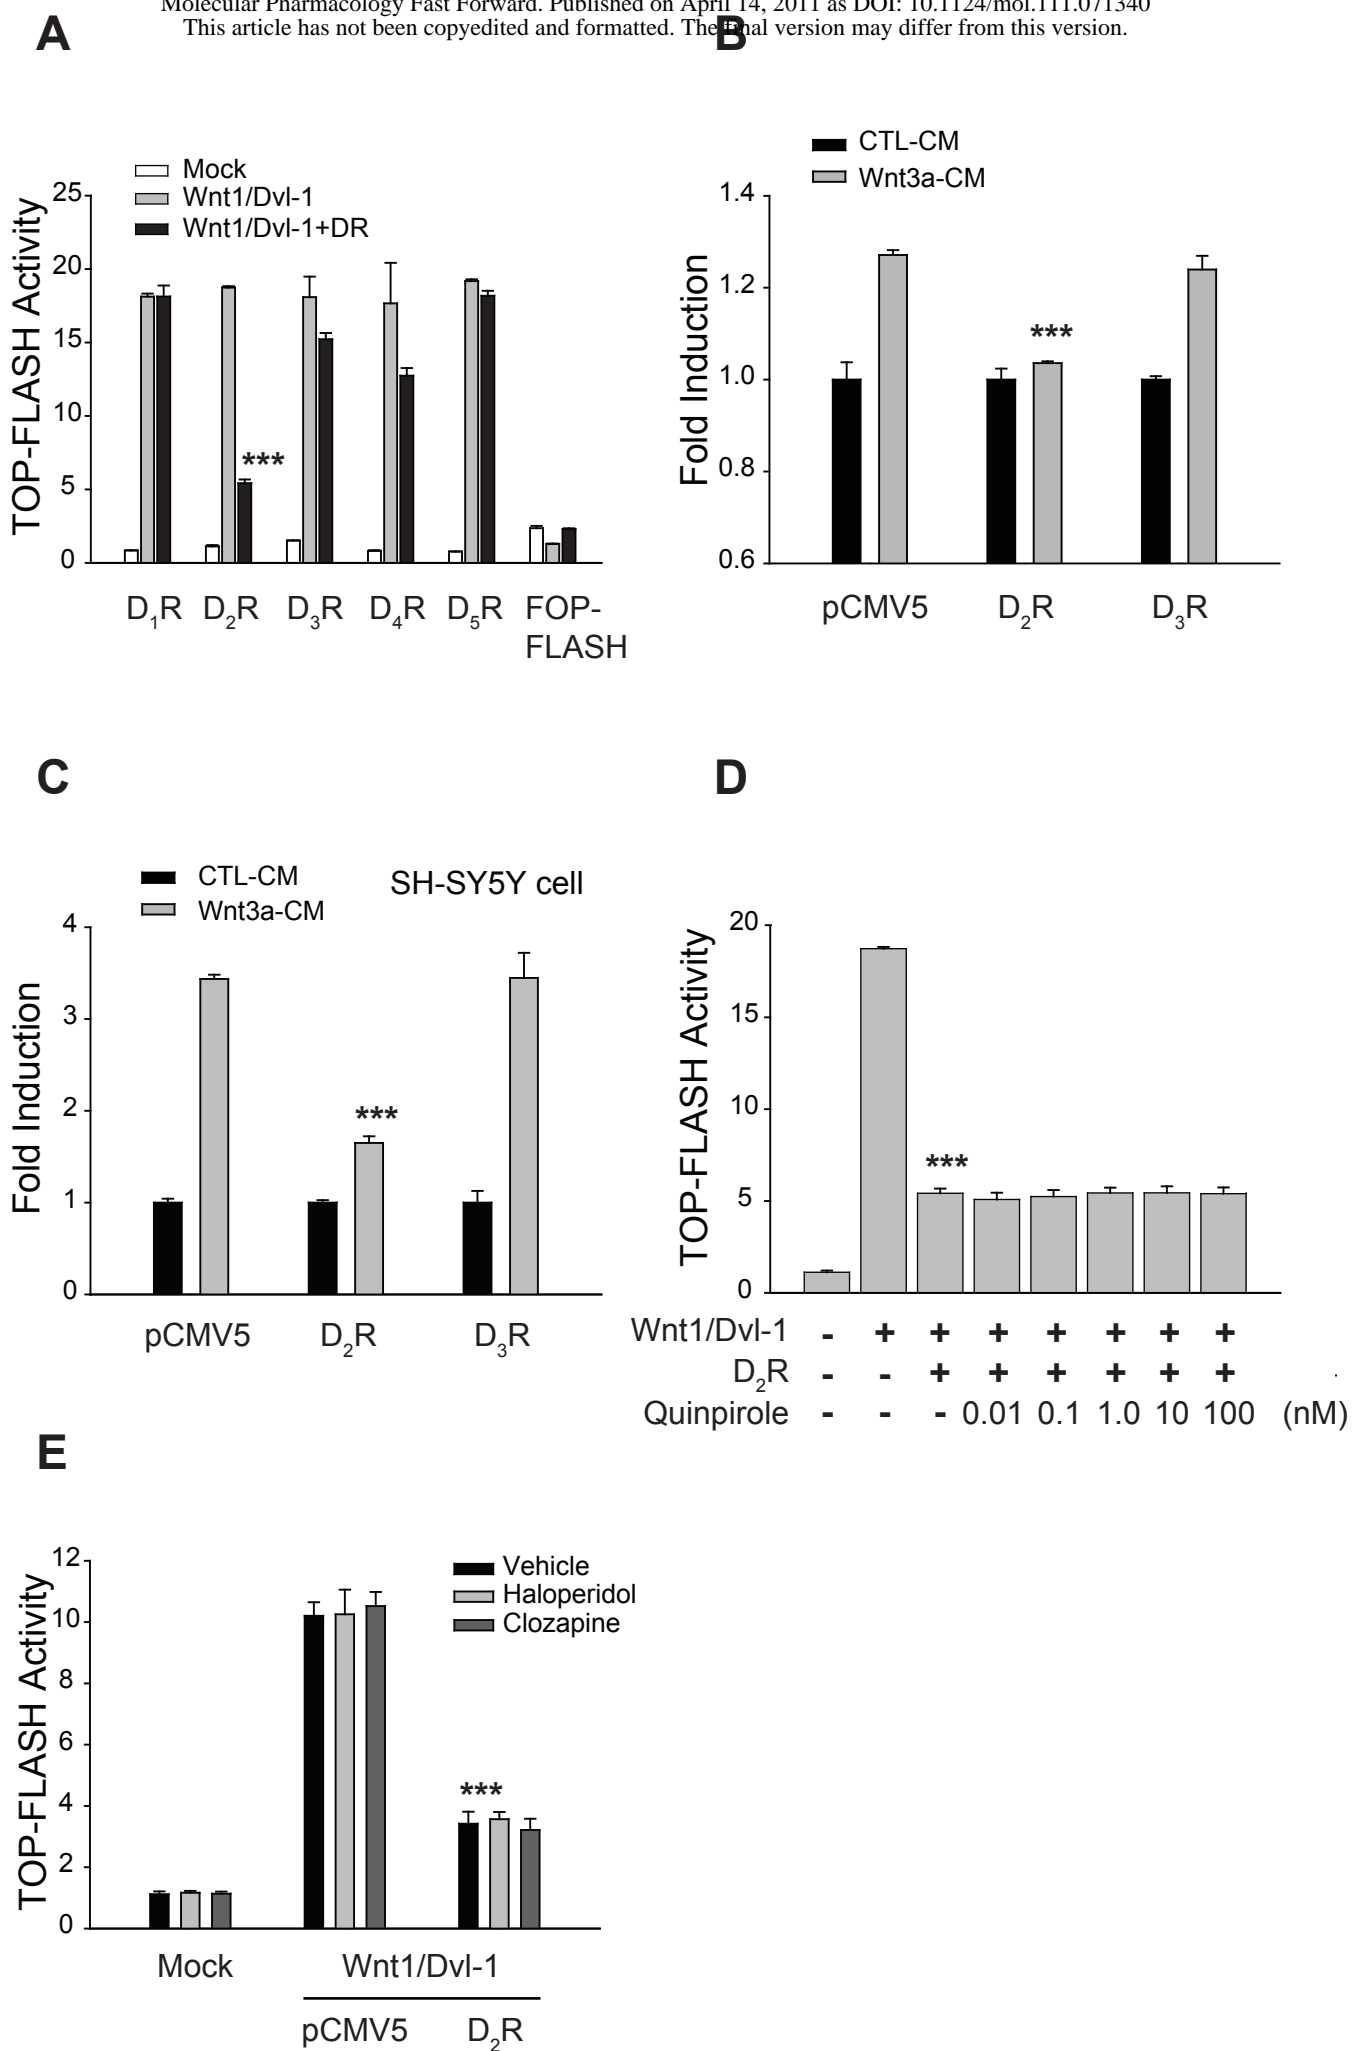 Molecular Pharmacology Fast Forward. Published on April 14, 2011 as DOI: 10.1124/mol.111.071340
This article has not been copyedited and formatted. The final version may differ from this version.
A
Mock
Wnt1/Dvl-1
Wnt1/Dvl-1+DR
TOP-FLASH Activity
25
20
15
10
5
0
***
D1R D2R D3R D4R D5R FOP-
FLASH
B
CTL-CM
Wnt3a-CM
Fold Induction
1.4
1.2
1.0
0.8
0.6
***
pCMV5 D2R D3R
C
CTL-CM
Wnt3a-CM
SH-SY5Y cell
Fold Induction
4
3
2
1
0
***
pCMV5 D2R D3R
D
TOP-FLASH Activity
20
15
10
5
0
***
Wnt1/Dvl-1 - + + + + + + +
D2R - - + + + + + +
Quinpirole - - - 0.01 0.1 1.0 10 100 (nM)
E
Vehicle
Haloperidol
Clozapine
TOP-FLASH Activity
12
10
8
6
4
2
0
***
Mock Wnt1/Dvl-1
pCMV5 D2R